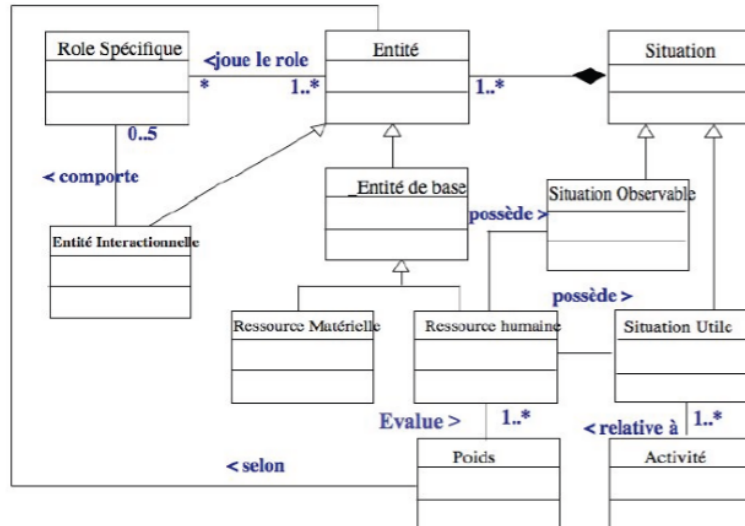 Role Spécifique
<joue le role
Entité
Situation
*
1..*
1..*
0..5
< comporte
_Entité de base
Situation Observable
possède >
Entité Interactionnelle
possède >
Ressource Matérielle
Ressource humaine
Situation Utile
Evalue >
1..*
< relative à
1..*
Poids
Activité
< selon